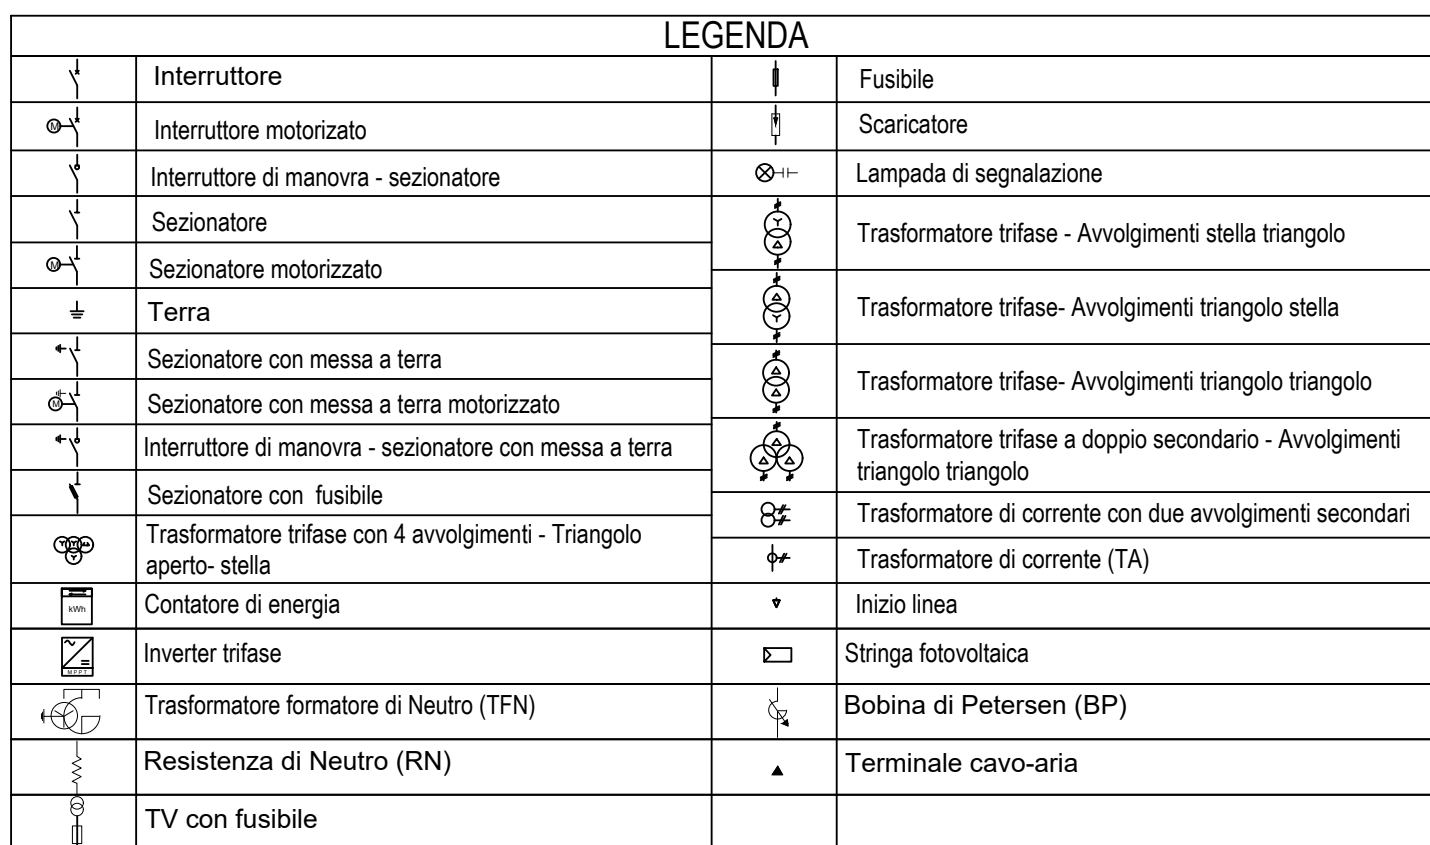 LEGENDA
Interruttore
Fusibile
M
Interruttore motorizato
Scaricatore
Interruttore di manovra - sezionatore
Lampada di segnalazione
Sezionatore
Trasformatore trifase - Avvolgimenti stella triangolo
M
Sezionatore motorizzato
Terra
Trasformatore trifase- Avvolgimenti triangolo stella
Sezionatore con messa a terra
Trasformatore trifase- Avvolgimenti triangolo triangolo
M
Sezionatore con messa a terra motorizzato
Interruttore di manovra - sezionatore con messa a terra
Trasformatore trifase a doppio secondario - Avvolgimenti
triangolo triangolo
Sezionatore con fusibile
Trasformatore di corrente con due avvolgimenti secondari
Trasformatore trifase con 4 avvolgimenti - Triangolo
aperto- stella
Trasformatore di corrente (TA)
kWh
Contatore di energia
Inizio linea
MPPT
Inverter trifase
Stringa fotovoltaica
Trasformatore formatore di Neutro (TFN)
Bobina di Petersen (BP)
Resistenza di Neutro (RN)
Terminale cavo-aria
TV con fusibile